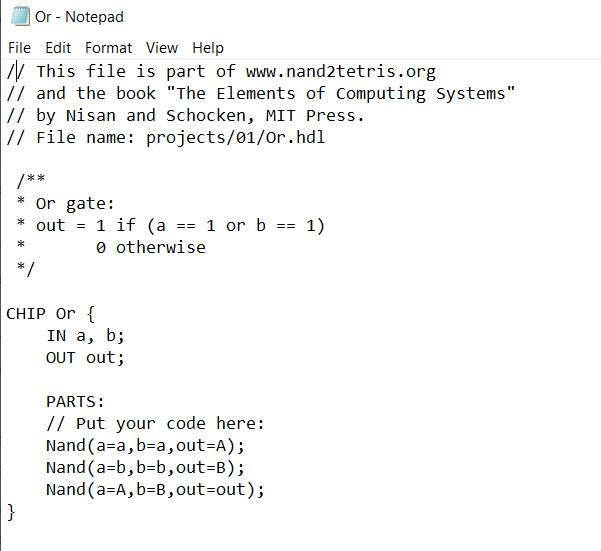 Or - Notepad
File Edit Format View Help
// This file is part of www.nand2tetris.org
// and the book "The Elements of Computing Systems"
// by Nisan and Schocken, MIT Press.
// File name: projects/01/Or.hdl

 /**
 * Or gate:
 * out = 1 if (a == 1 or b == 1)
 *       0 otherwise
 */

CHIP Or {
    IN a, b;
    OUT out;

    PARTS:
    // Put your code here:
    Nand(a=a,b=a,out=A);
    Nand(a=b,b=b,out=B);
    Nand(a=A,b=B,out=out);
}